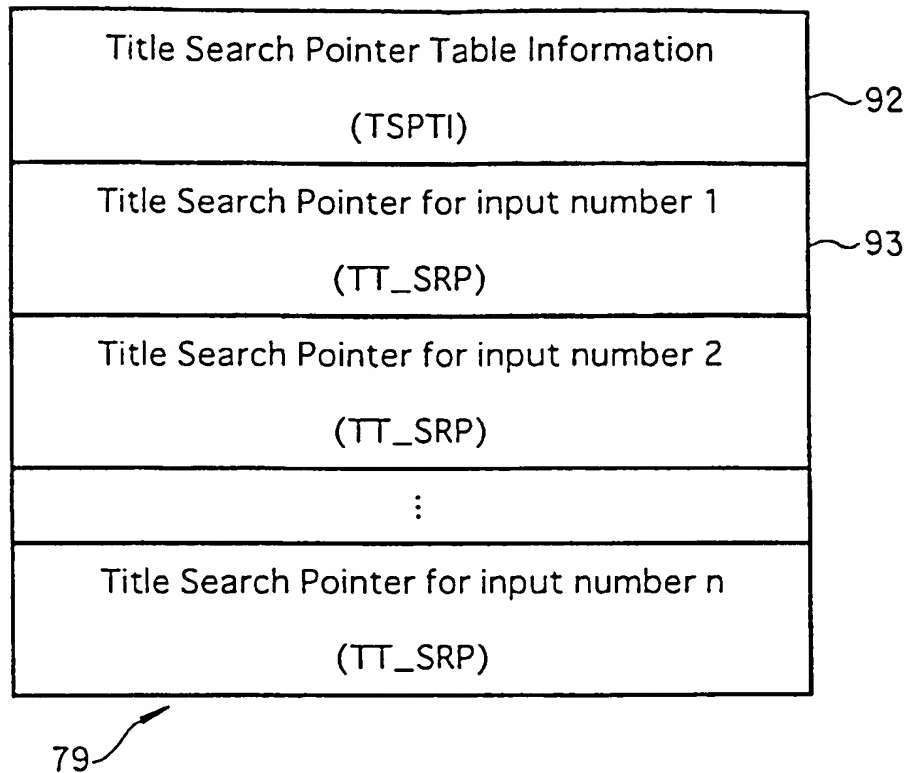 Title Search Pointer Table Information
(TSPTI)
92
Title Search Pointer for input number 1
(TT_SRP)
93
Title Search Pointer for input number 2
(TT_SRP)
⋮
Title Search Pointer for input number n
(TT_SRP)
79